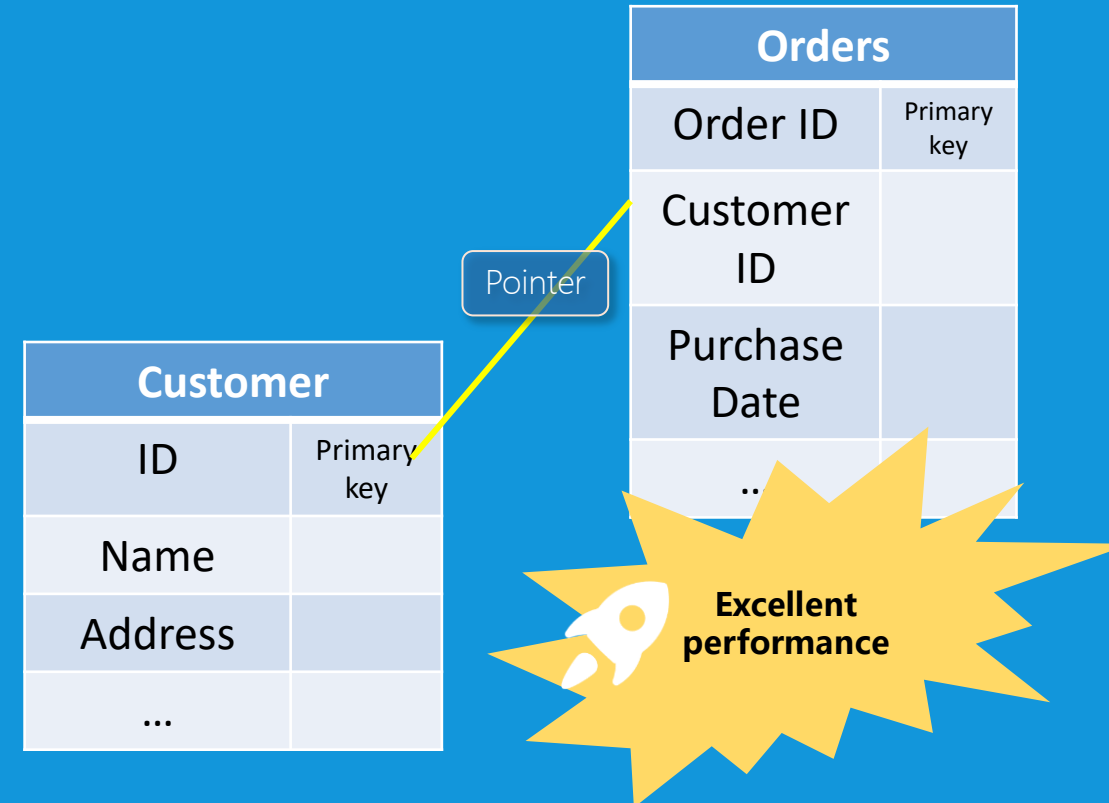 Orders
Order ID
Primary
key
Customer
ID
Purchase
Date
...
Pointer
Customer
ID
Primary
key
Name
Address
...
Excellent
performance